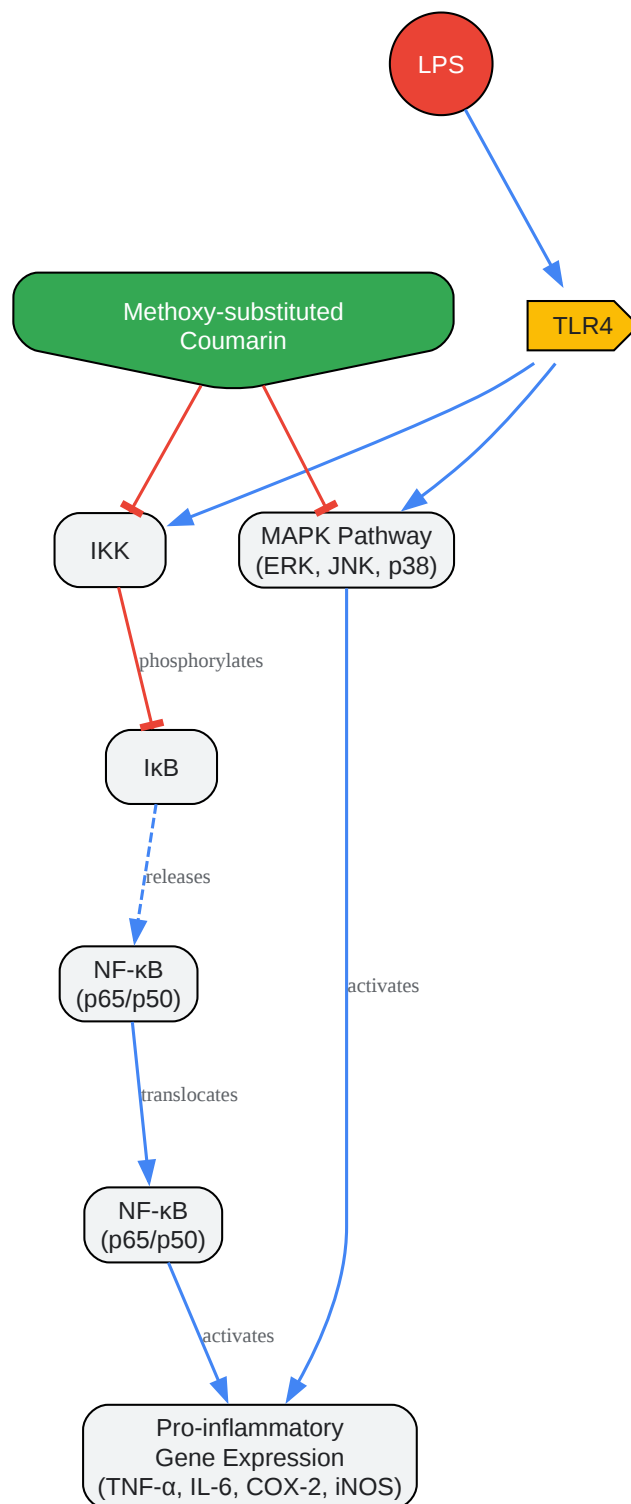 LPS
Methoxy-substituted
Coumarin
TLR4
IKK
MAPK Pathway
(ERK, JNK, p38)
phosphorylates
IκB
releases
NF-κB
(p65/p50)
activates
translocates
NF-κB
(p65/p50)
activates
Pro-inflammatory
Gene Expression
(TNF-α, IL-6, COX-2, iNOS)